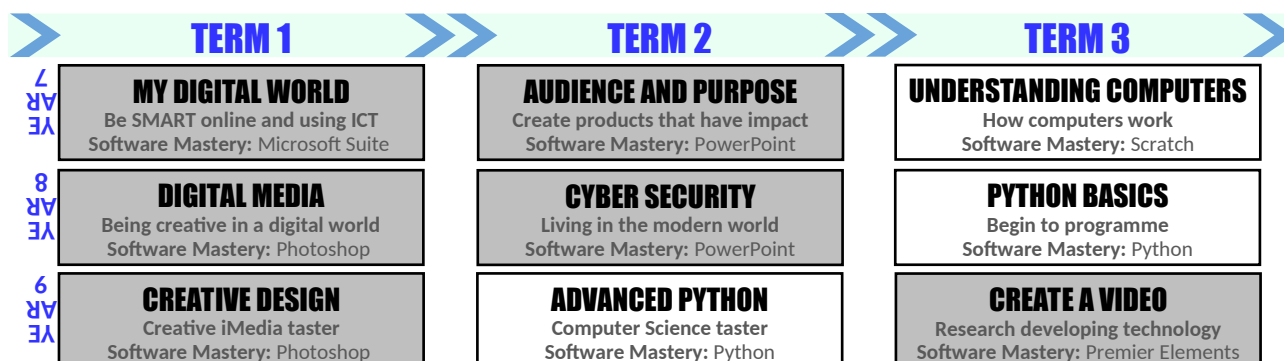 TERM 1
TERM 2
TERM 3
YEAR 7
MY DIGITAL WORLD
Be SMART online and using ICT
Software Mastery: Microsoft Suite
AUDIENCE AND PURPOSE
Create products that have impact
Software Mastery: PowerPoint
UNDERSTANDING COMPUTERS
How computers work
Software Mastery: Scratch
YEAR 8
DIGITAL MEDIA
Being creative in a digital world
Software Mastery: Photoshop
CYBER SECURITY
Living in the modern world
Software Mastery: PowerPoint
PYTHON BASICS
Begin to programme
Software Mastery: Python
YEAR 9
CREATIVE DESIGN
Creative iMedia taster
Software Mastery: Photoshop
ADVANCED PYTHON
Computer Science taster
Software Mastery: Python
CREATE A VIDEO
Research developing technology
Software Mastery: Premier Elements